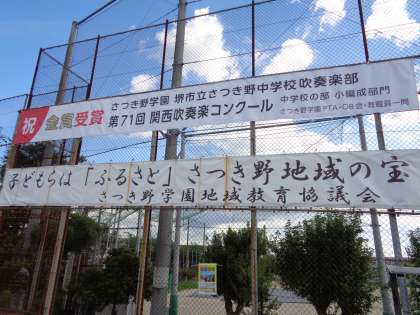 祝 金賞受賞
さつき野学園 堺市立さつき野中学校吹奏楽部
第71回 関西吹奏楽コンクール 中学校の部 小編成部門
さつき野学園PTA・OB会・教職員一同
子どもらは「ふるさと」さつき野地域の宝
さつき野学園地域教育協議会